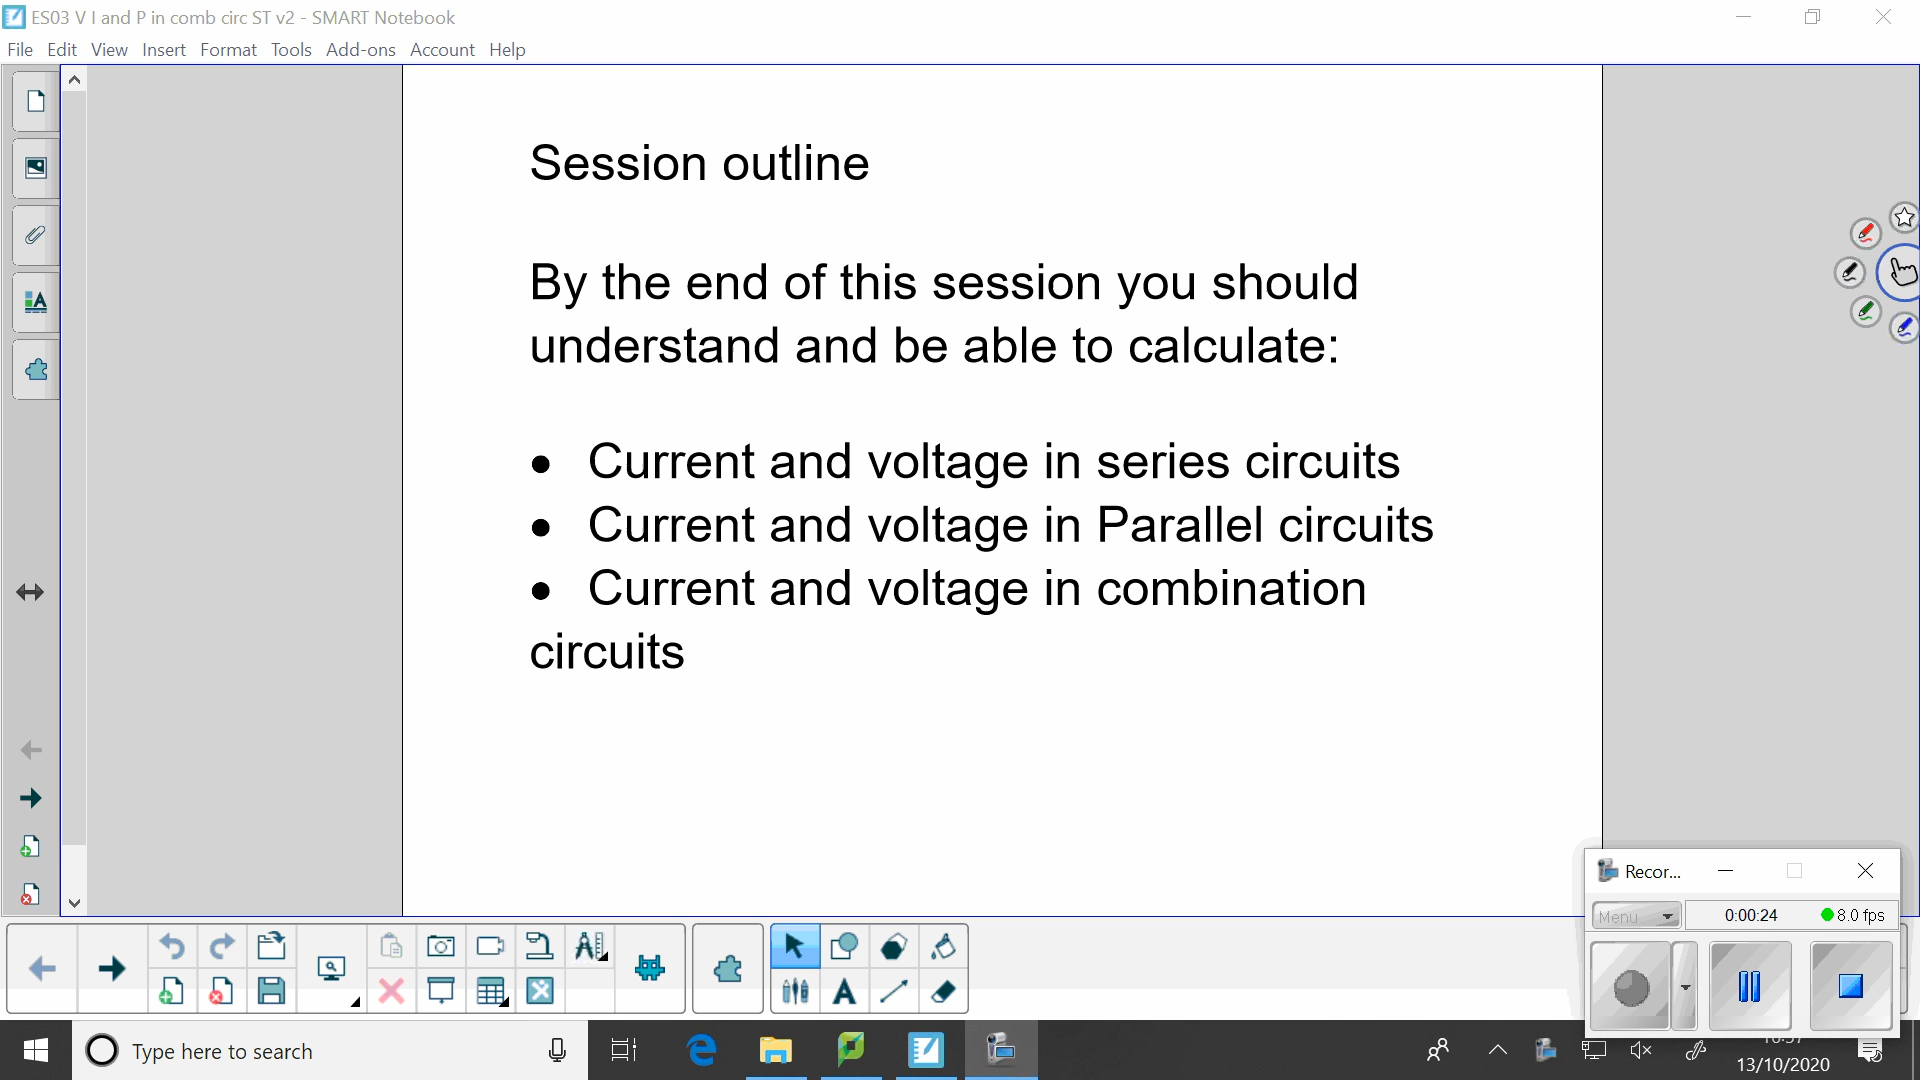 ES03 V I and P in comb circ ST v2 - SMART Notebook
File Edit View Insert Format Tools Add-ons Account Help
Session outline
By the end of this session you should
understand and be able to calculate:
• Current and voltage in series circuits
• Current and voltage in Parallel circuits
• Current and voltage in combination
circuits
Recor...
Menu 0:00:24 8.0 fps
Type here to search
13/10/2020